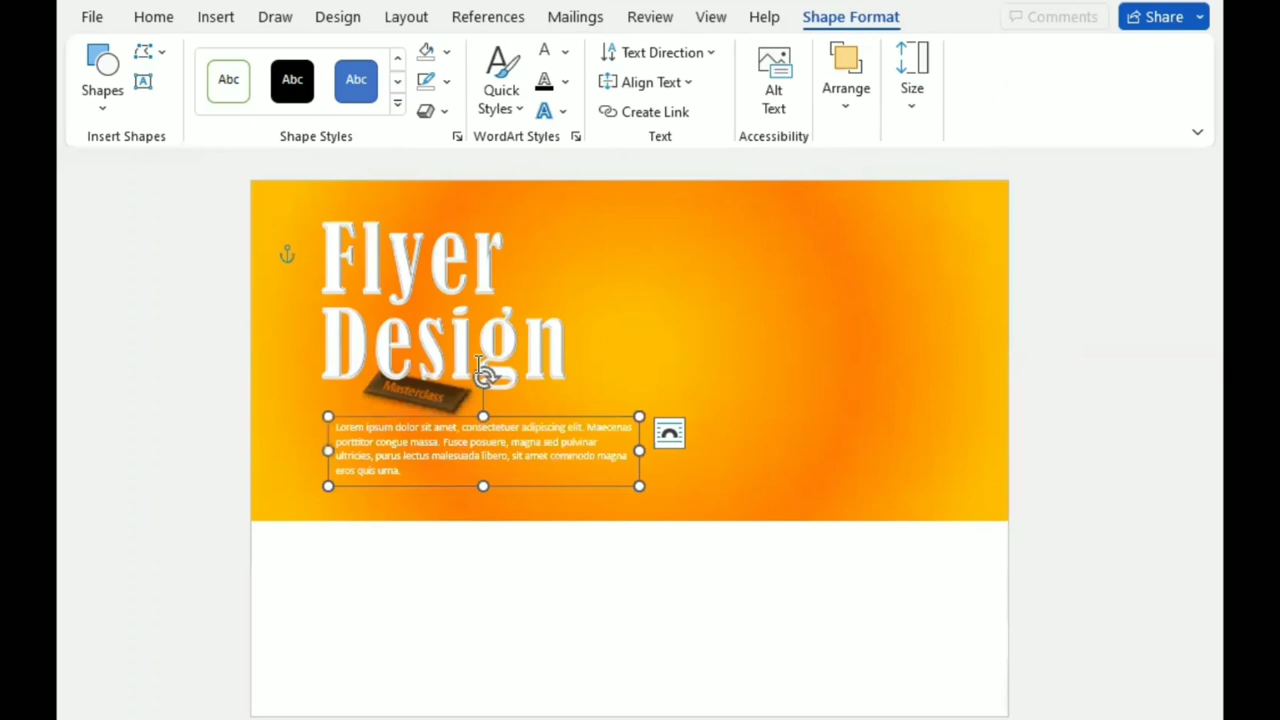 File Home Insert Draw Design Layout References Mailings Review View Help Shape Format Comments Share
Shapes
Insert Shapes
Abc Abc Abc
Shape Styles
Quick
Styles
WordArt Styles
Text Direction
Align Text
Create Link
Text
Alt
Text
Accessibility
Arrange
Size
Flyer
Design
Masterclass
Lorem ipsum dolor sit amet, consectetuer adipiscing elit. Maecenas
porttitor congue massa. Fusce posuere, magna sed pulvinar
ultricies, purus lectus malesuada libero, sit amet commodo magna
eros quis urna.